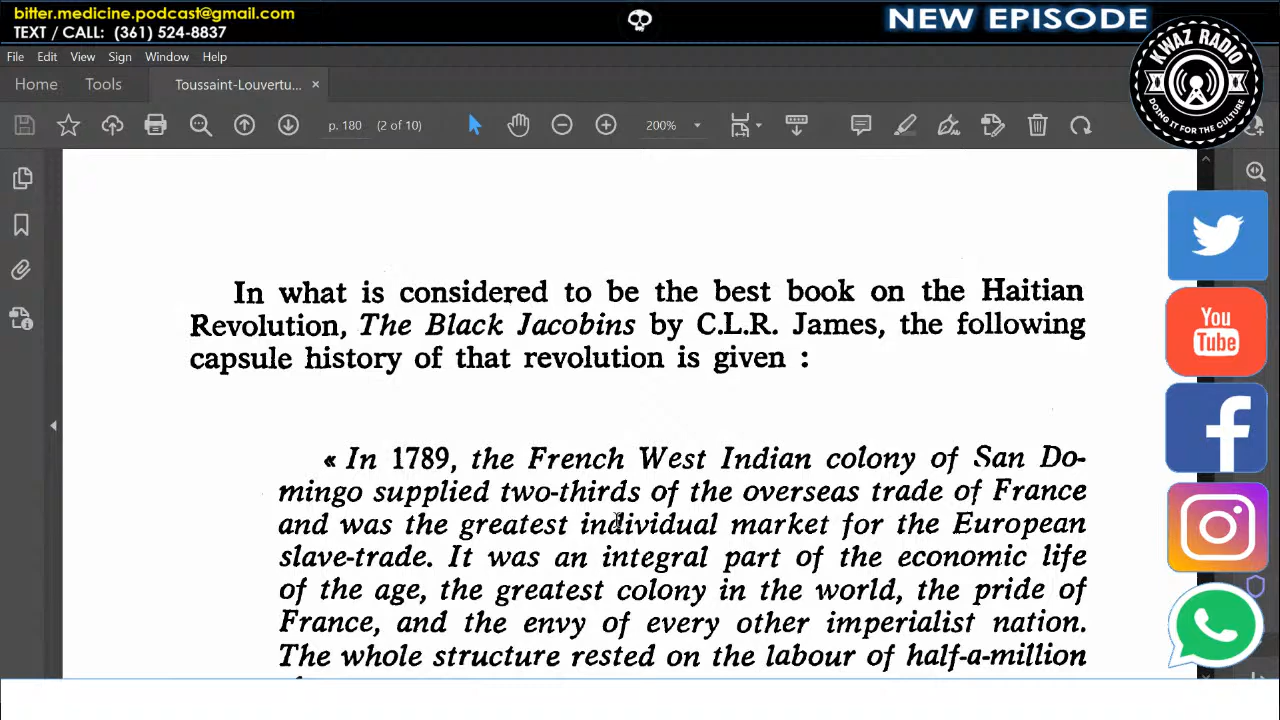 bitter.medicine.podcast@gmail.com
TEXT / CALL: (361) 524-8837
NEW EPISODE
KWAZ RADIO
DOING IT FOR THE CULTURE
File Edit View Sign Window Help
Home Tools Toussaint-Louvertu... ×
p. 180 (2 of 10) 200%
In what is considered to be the best book on the Haitian
Revolution, The Black Jacobins by C.L.R. James, the following
capsule history of that revolution is given :
« In 1789, the French West Indian colony of San Do-
mingo supplied two-thirds of the overseas trade of France
and was the greatest individual market for the European
slave-trade. It was an integral part of the economic life
of the age, the greatest colony in the world, the pride of
France, and the envy of every other imperialist nation.
The whole structure rested on the labour of half-a-million
You
Tube